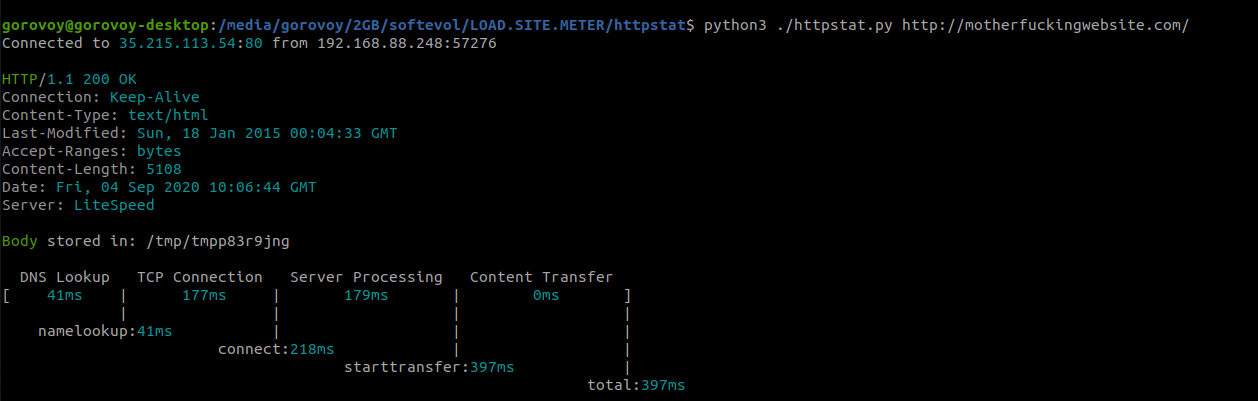 gorovoy@gorovoy-desktop:/media/gorovoy/2GB/softevol/LOAD.SITE.METER/httpstat$ python3 ./httpstat.py http://motherfuckingwebsite.com/
Connected to 35.215.113.54:80 from 192.168.88.248:57276
HTTP/1.1 200 OK
Connection: Keep-Alive
Content-Type: text/html
Last-Modified: Sun, 18 Jan 2015 00:04:33 GMT
Accept-Ranges: bytes
Content-Length: 5108
Date: Fri, 04 Sep 2020 10:06:44 GMT
Server: LiteSpeed
Body stored in: /tmp/tmpp83r9jng
  DNS Lookup   TCP Connection   Server Processing   Content Transfer
[    41ms    |      177ms     |       179ms       |        0ms       ]
             |                |                   |                  |
    namelookup:41ms           |                   |                  |
                        connect:218ms             |                  |
                                      starttransfer:397ms            |
                                                                 total:397ms